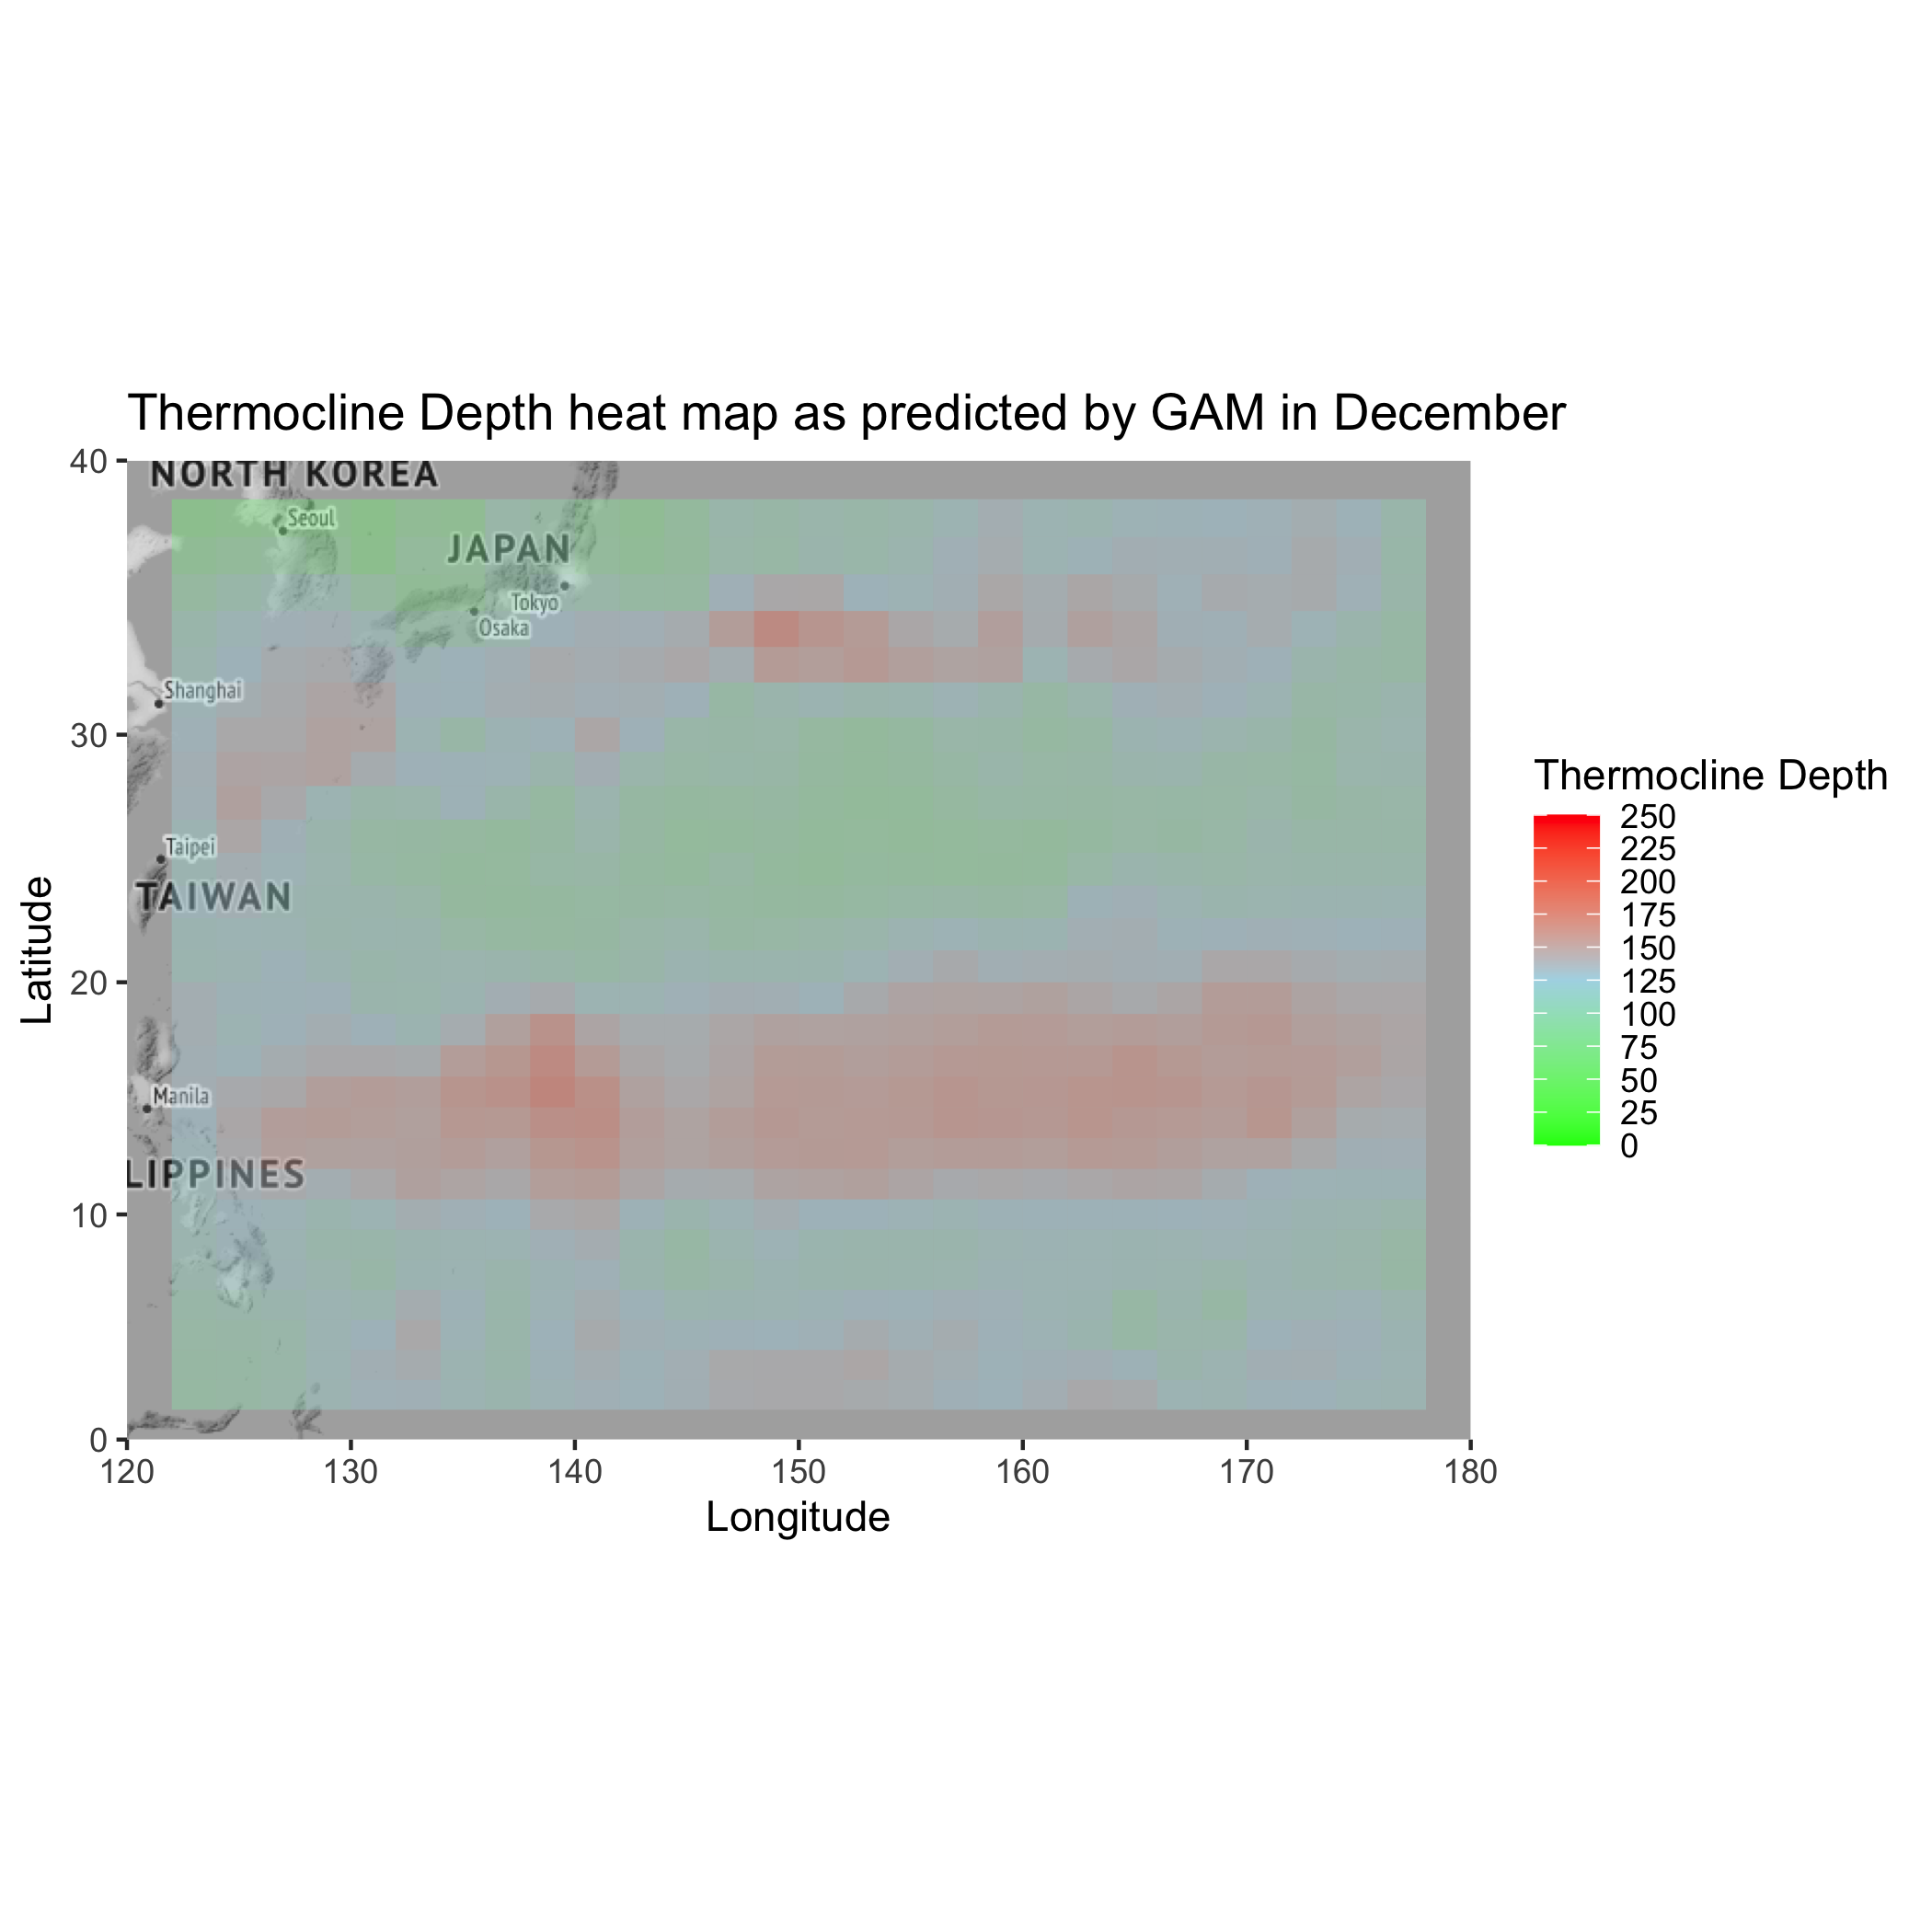 Thermocline Depth heat map as predicted by GAM in December
40
NORTH KOREA
Seoul
JAPAN
Tokyo
Osaka
Shanghai
30
Taipei
TAIWAN
20
Manila
LIPPINES
10
0
120 130 140 150 160 170 180
Longitude
Latitude
Thermocline Depth
250
225
200
175
150
125
100
75
50
25
0